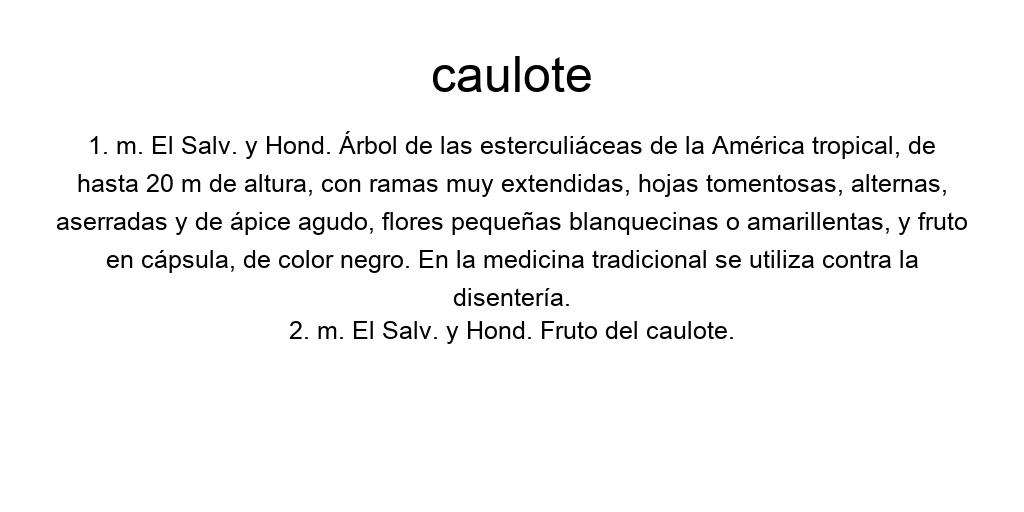 caulote
1. m. El Salv. y Hond. Árbol de las esterculiáceas de la América tropical, de
hasta 20 m de altura, con ramas muy extendidas, hojas tomentosas, alternas,
aserradas y de ápice agudo, flores pequeñas blanquecinas o amarillentas, y fruto
en cápsula, de color negro. En la medicina tradicional se utiliza contra la
disentería.
2. m. El Salv. y Hond. Fruto del caulote.